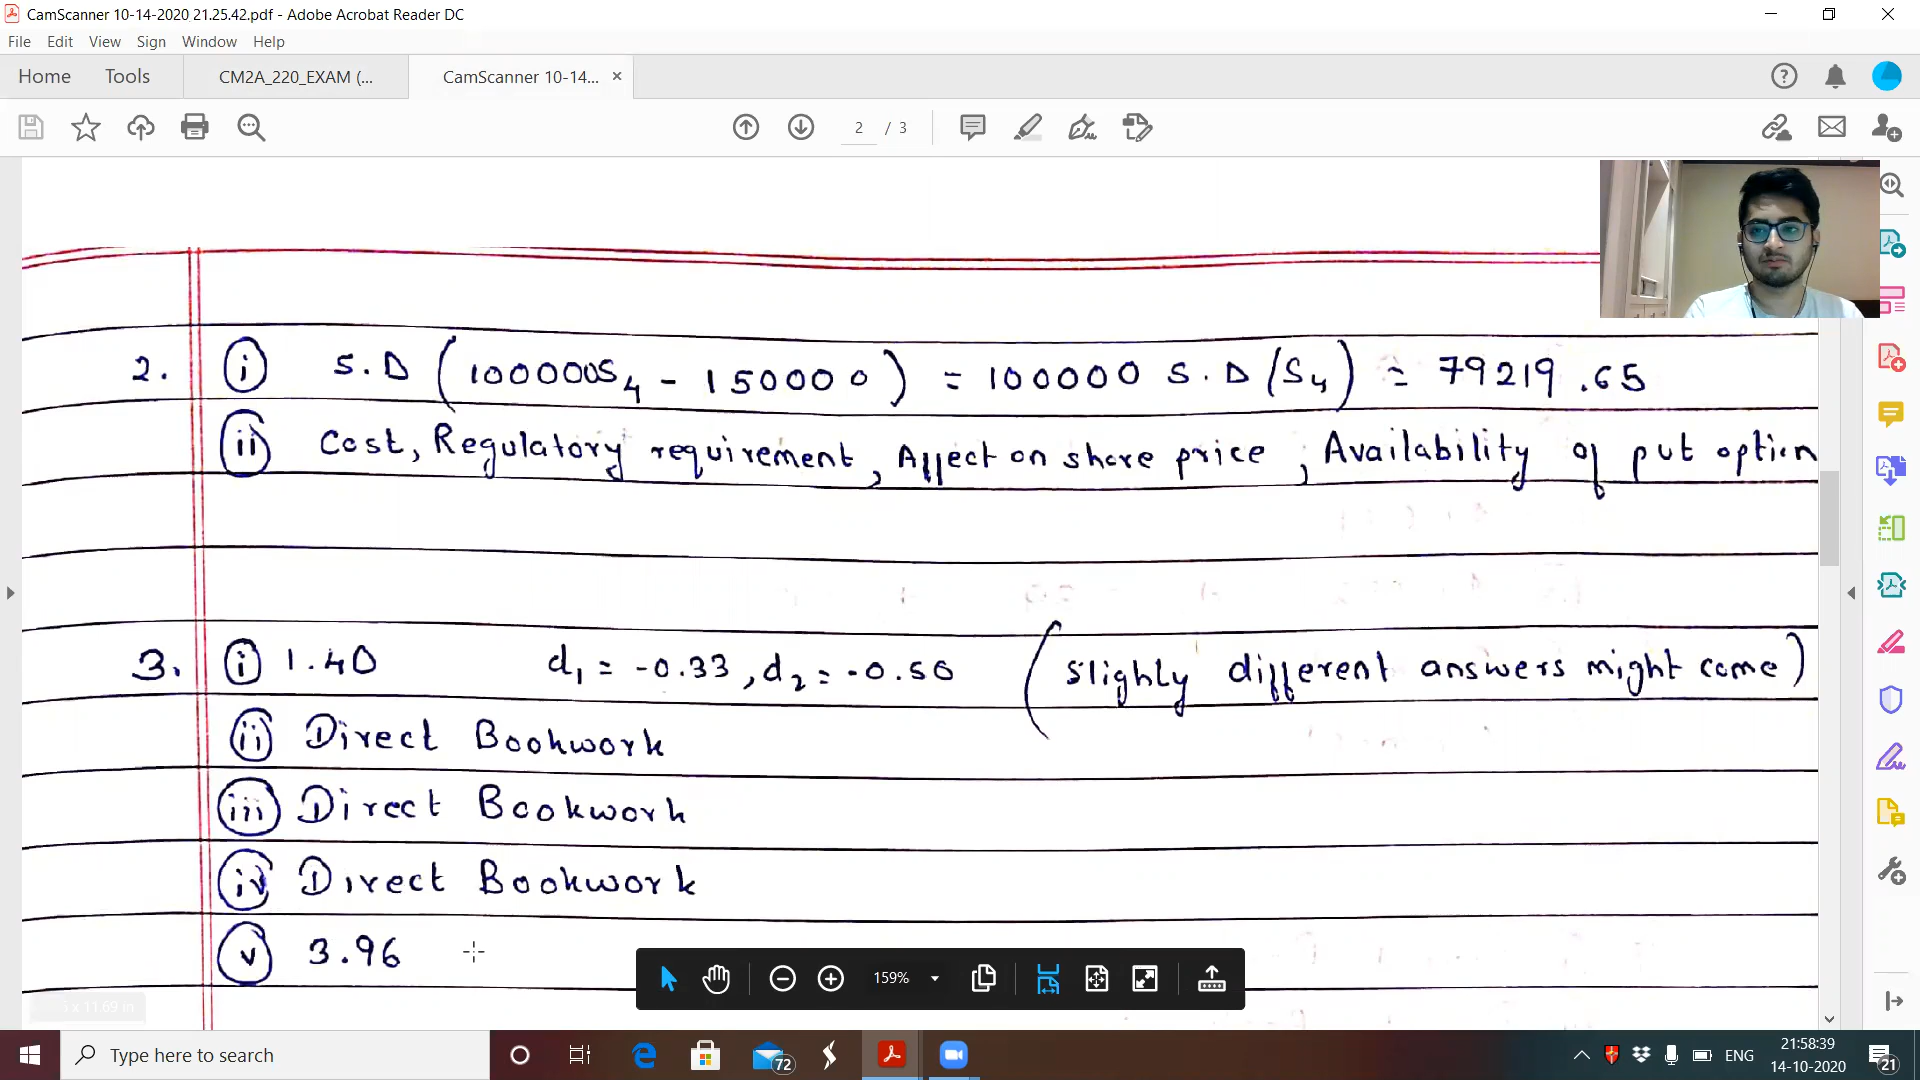 CamScanner 10-14-2020 21.25.42.pdf - Adobe Acrobat Reader DC
File Edit View Sign Window Help
Home Tools CM2A_220_EXAM (... CamScanner 10-14... ×
2 / 3
2. (i) S.D (100000S4 - 150000) = 100000 S.D (S4) = 79219.65
(ii) Cost, Regulatory requirement, Affect on share price, Availability of put option
3. (i) 1.40 d1 = -0.33, d2 = -0.50 (Slightly different answers might come)
(ii) Direct Bookwork
(iii) Direct Bookwork
(iv) Direct Bookwork
(v) 3.96
159%
x 11.69 in
Type here to search
72
ENG
21:58:39
14-10-2020
21